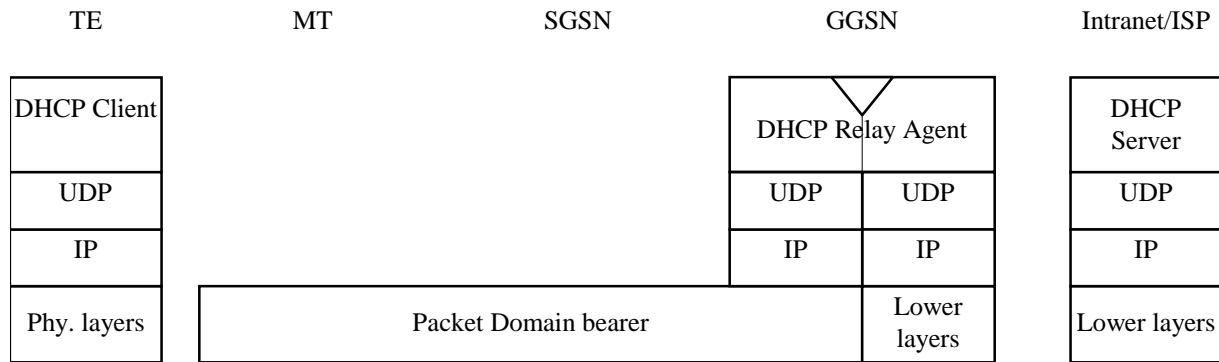 TE MT SGSN GGSN Intranet/ISP
DHCP Client
DHCP Relay Agent
DHCP
Server
UDP UDP UDP UDP
IP IP IP IP
Phy. layers
Packet Domain bearer
Lower
layers
Lower layers